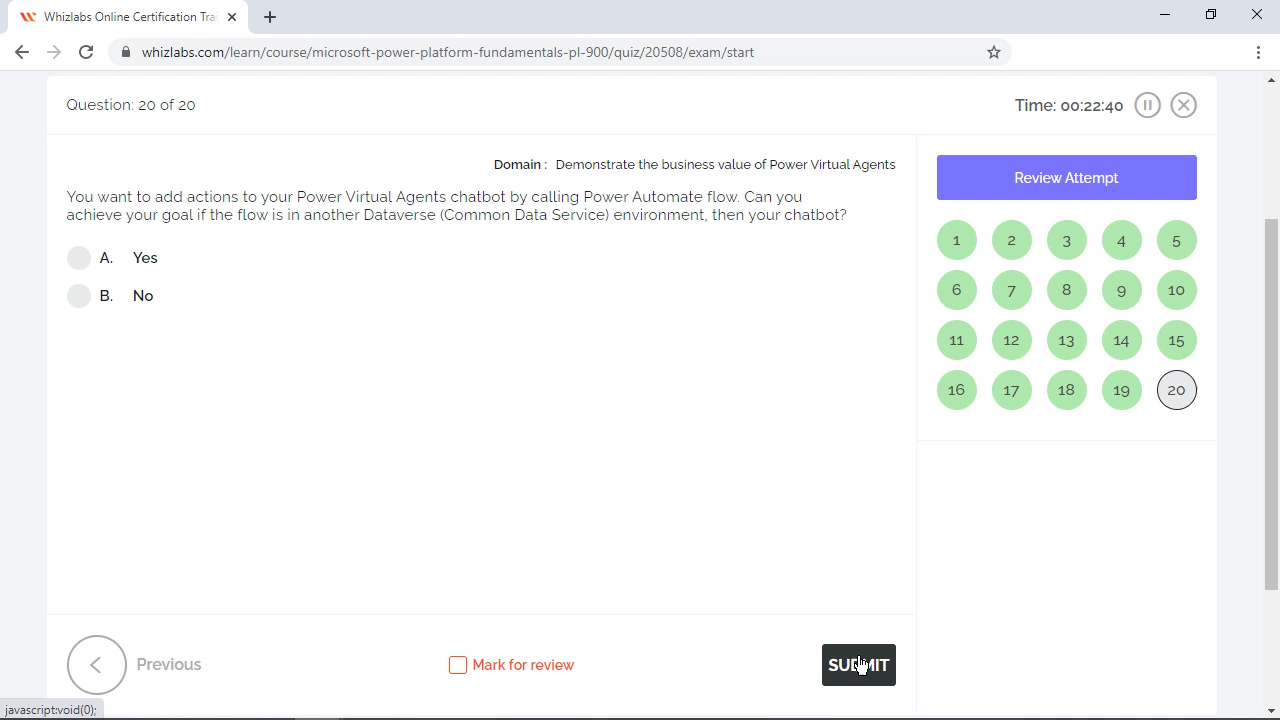 Whizlabs Online Certification Tra
whizlabs.com/learn/course/microsoft-power-platform-fundamentals-pl-900/quiz/20508/exam/start
Question: 20 of 20
Time: 00:22:40
Domain : Demonstrate the business value of Power Virtual Agents
Review Attempt
You want to add actions to your Power Virtual Agents chatbot by calling Power Automate flow. Can you
achieve your goal if the flow is in another Dataverse (Common Data Service) environment, then your chatbot?
A. Yes
B. No
1 2 3 4 5
6 7 8 9 10
11 12 13 14 15
16 17 18 19 20
Previous
Mark for review
SUBMIT
javascript:void(0);